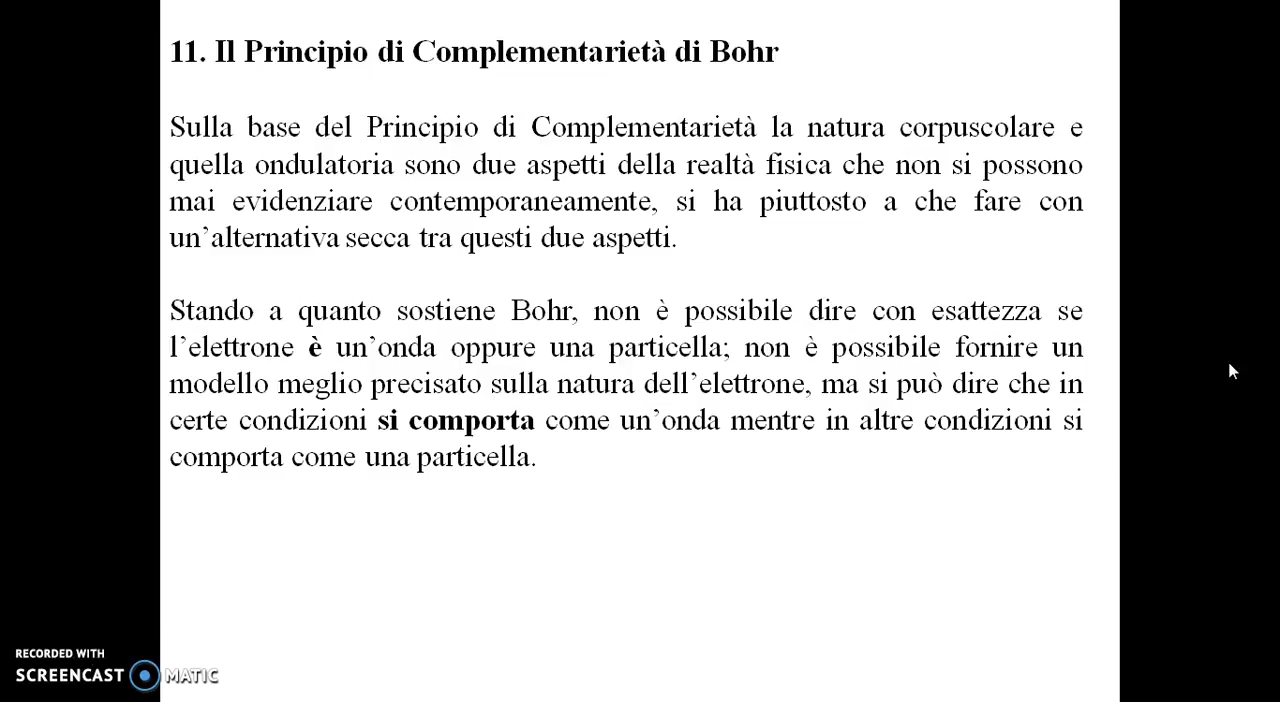 11. Il Principio di Complementarietà di Bohr
Sulla base del Principio di Complementarietà la natura corpuscolare e
quella ondulatoria sono due aspetti della realtà fisica che non si possono
mai evidenziare contemporaneamente, si ha piuttosto a che fare con
un’alternativa secca tra questi due aspetti.
Stando a quanto sostiene Bohr, non è possibile dire con esattezza se
l’elettrone è un’onda oppure una particella; non è possibile fornire un
modello meglio precisato sulla natura dell’elettrone, ma si può dire che in
certe condizioni si comporta come un’onda mentre in altre condizioni si
comporta come una particella.
RECORDED WITH
SCREENCAST MATIC